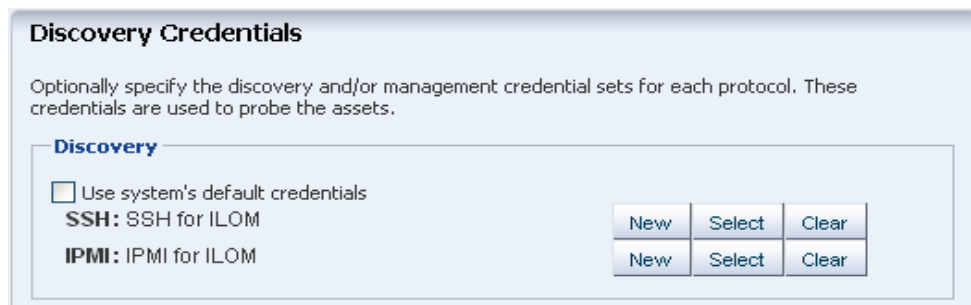 Discovery Credentials
Optionally specify the discovery and/or management credential sets for each protocol. These
credentials are used to probe the assets.
Discovery
Use system's default credentials
SSH: SSH for ILOM New Select Clear
IPMI: IPMI for ILOM New Select Clear